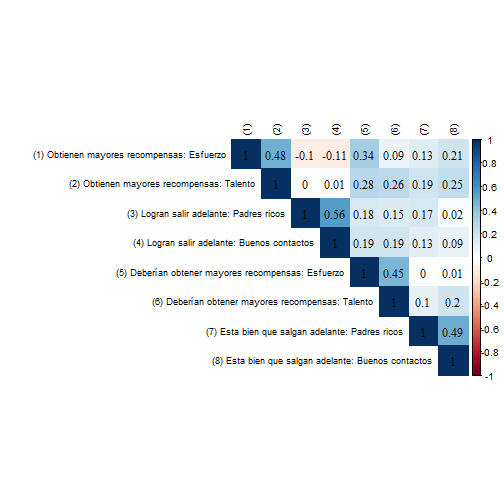 (1) (2) (3) (4) (5) (6) (7) (8)
(1) Obtienen mayores recompensas: Esfuerzo 1 0.48 -0.1 -0.11 0.34 0.09 0.13 0.21
(2) Obtienen mayores recompensas: Talento 1 0 0.01 0.28 0.26 0.19 0.25
(3) Logran salir adelante: Padres ricos 1 0.56 0.18 0.15 0.17 0.02
(4) Logran salir adelante: Buenos contactos 1 0.19 0.19 0.13 0.09
(5) Deberían obtener mayores recompensas: Esfuerzo 1 0.45 0 0.01
(6) Deberían obtener mayores recompensas: Talento 1 0.1 0.2
(7) Esta bien que salgan adelante: Padres ricos 1 0.49
(8) Esta bien que salgan adelante: Buenos contactos 1
1
0.8
0.6
0.4
0.2
0
-0.2
-0.4
-0.6
-0.8
-1